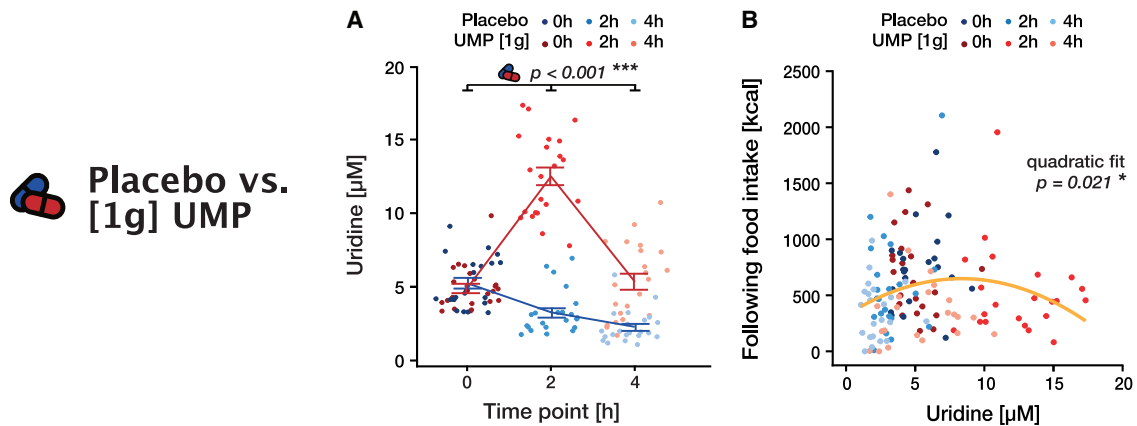 Placebo vs.
[1g] UMP
A
Placebo 0h 2h 4h
UMP [1g] 0h 2h 4h
p < 0.001 ***
Uridine [µM]
20
15
10
5
0
0 2 4
Time point [h]
B
Placebo 0h 2h 4h
UMP [1g] 0h 2h 4h
Following food intake [kcal]
2500
2000
1500
1000
500
0
quadratic fit
p = 0.021 *
0 5 10 15 20
Uridine [µM]